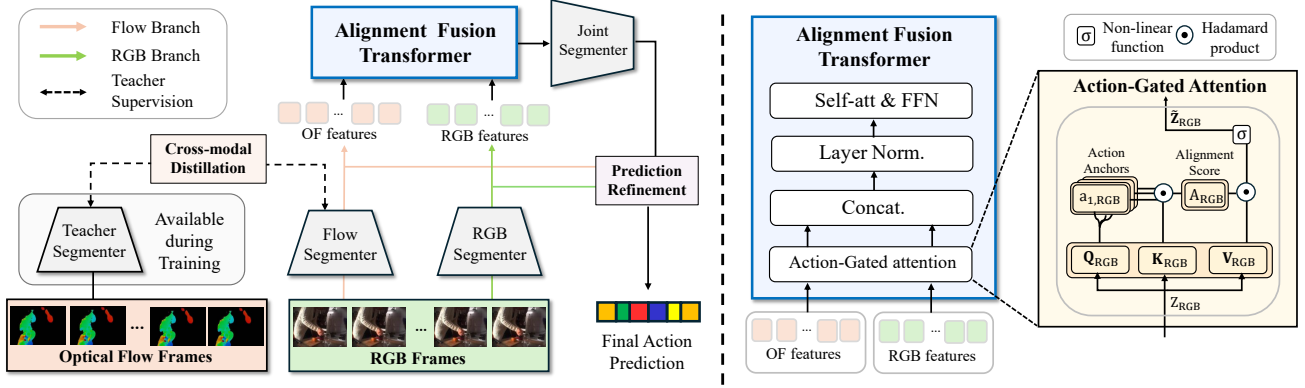 Flow Branch
RGB Branch
Teacher
Supervision
Alignment Fusion
Transformer
Joint
Segmenter
...
...
OF features
RGB features
Cross-modal
Distillation
Prediction
Refinement
Teacher
Segmenter
Available
during
Training
Flow
Segmenter
RGB
Segmenter
...
...
Optical Flow Frames
RGB Frames
Final Action
Prediction
Alignment Fusion
Transformer
Self-att & FFN
Layer Norm.
Concat.
Action-Gated attention
...
...
OF features
RGB features
σ Non-linear
function
Hadamard
product
Action-Gated Attention
Z̃RGB
σ
Action
Anchors
Alignment
Score
a1,RGB
ARGB
QRGB
KRGB
VRGB
ZRGB